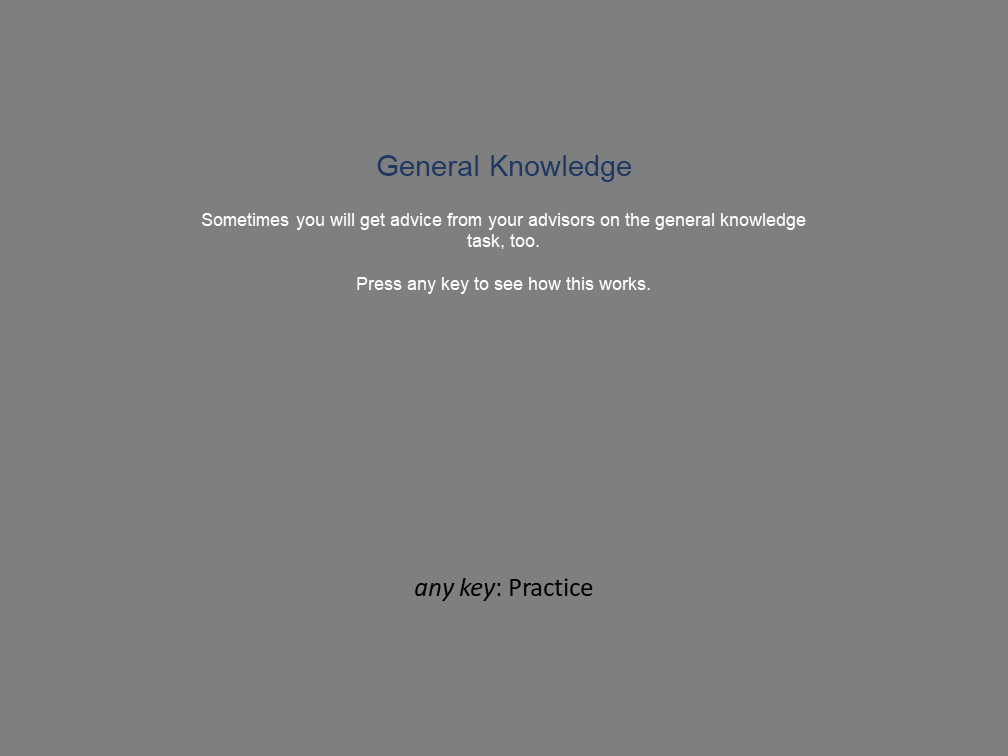 General Knowledge
Sometimes you will get advice from your advisors on the general knowledge
task, too.
Press any key to see how this works.
any key: Practice